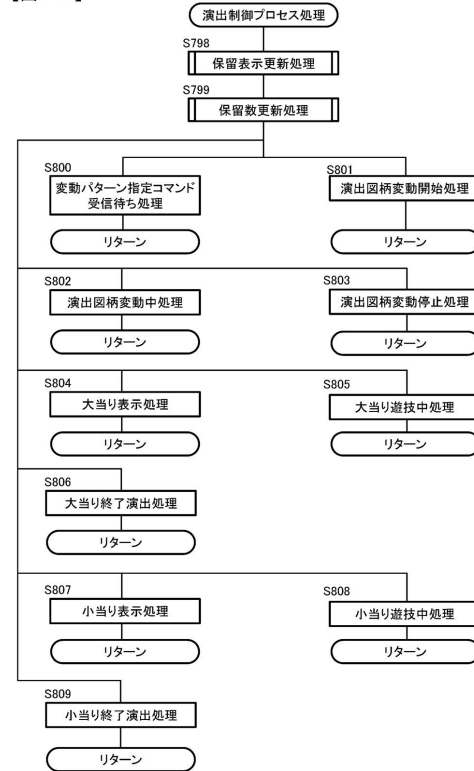 演出制御プロセス処理
S798
保留表示更新処理
S799
保留数更新処理
S800
変動パターン指定コマンド
受信待ち処理
リターン
S801
演出図柄変動開始処理
リターン
S802
演出図柄変動中処理
リターン
S803
演出図柄変動停止処理
リターン
S804
大当り表示処理
リターン
S805
大当り遊技中処理
リターン
S806
大当り終了演出処理
リターン
S807
小当り表示処理
リターン
S808
小当り遊技中処理
リターン
S809
小当り終了演出処理
リターン